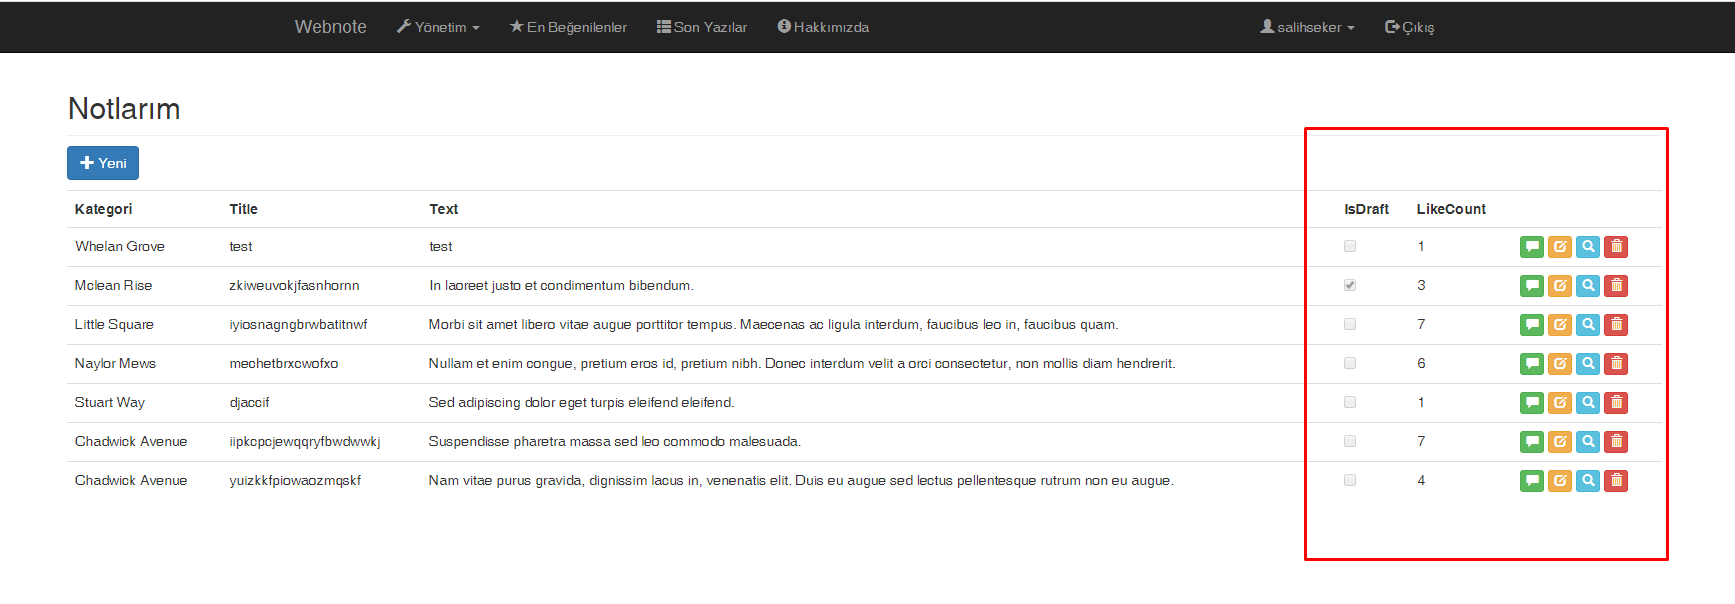 Webnote Yönetim En Beğenilenler Son Yazılar Hakkımızda salihseker Çıkış
Notlarım
Yeni
Kategori Title Text IsDraft LikeCount
Whelan Grove test test 1
Mclean Rise zkiweuvokjfasnhornn In laoreet justo et condimentum bibendum. 3
Little Square iyiosnagngbrwbatitnwf Morbi sit amet libero vitae augue porttitor tempus. Maecenas ac ligula interdum, faucibus leo in, faucibus quam. 7
Naylor Mews mechetbrxcwofxo Nullam et enim congue, pretium eros id, pretium nibh. Donec interdum velit a orci consectetur, non mollis diam hendrerit. 6
Stuart Way djaccif Sed adipiscing dolor eget turpis eleifend eleifend. 1
Chadwick Avenue iipkcpcjewqqryfbwdwwkj Suspendisse pharetra massa sed leo commodo malesuada. 7
Chadwick Avenue yuizkkfpiowaozmqskf Nam vitae purus gravida, dignissim lacus in, venenatis elit. Duis eu augue sed lectus pellentesque rutrum non eu augue. 4